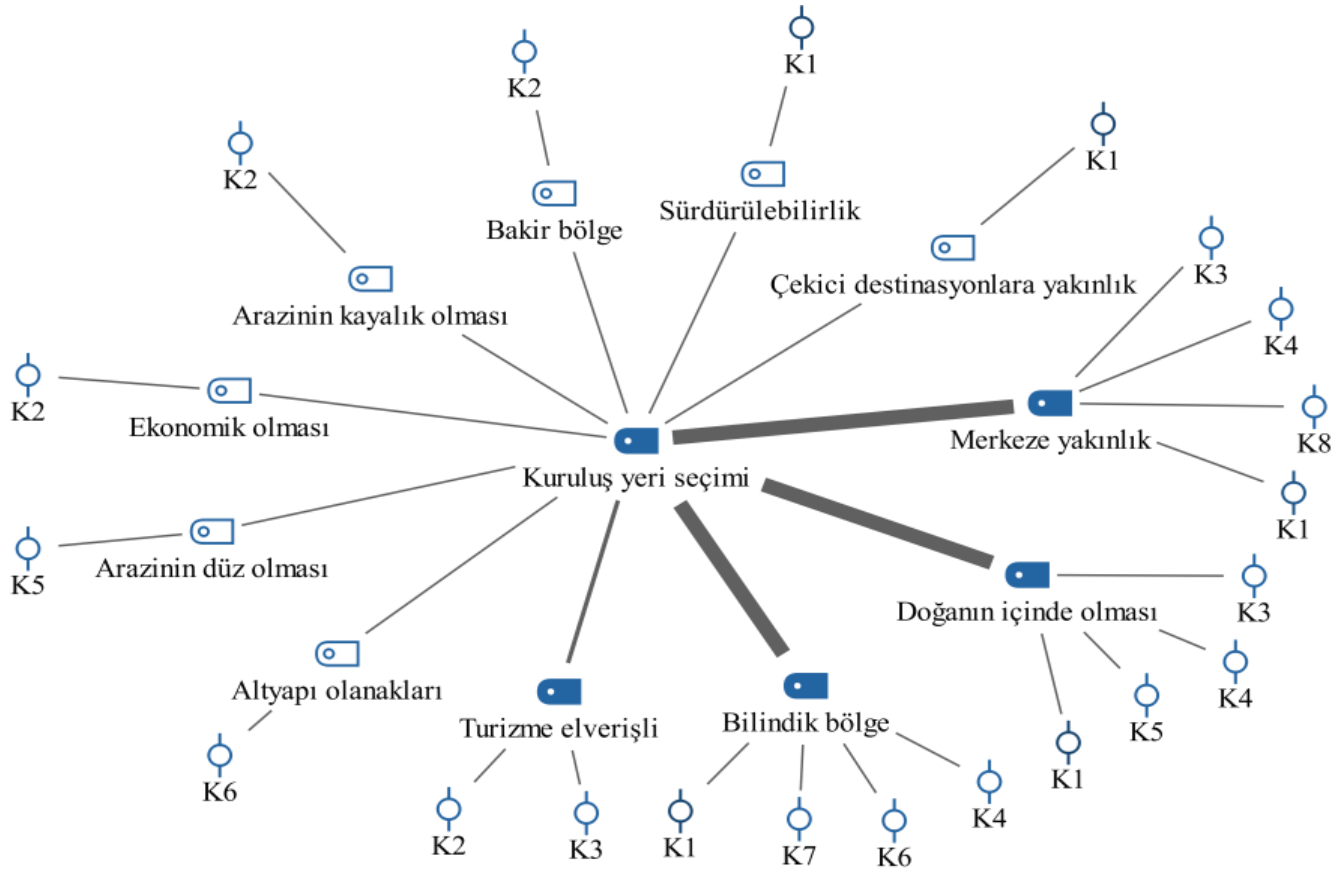 K1
K2
K1
K2
K3
Sürdürülebilirlik
Bakir bölge
Çekici destinasyonlara yakınlık
Arazinin kayalık olması
K4
K2
Ekonomik olması
Merkeze yakınlık
K8
Kuruluş yeri seçimi
K1
Arazinin düz olması
K5
Doğanın içinde olması
K3
Altyapı olanakları
K4
Turizme elverişli
Bilindik bölge
K5
K1
K6
K4
K2
K3
K1
K7
K6